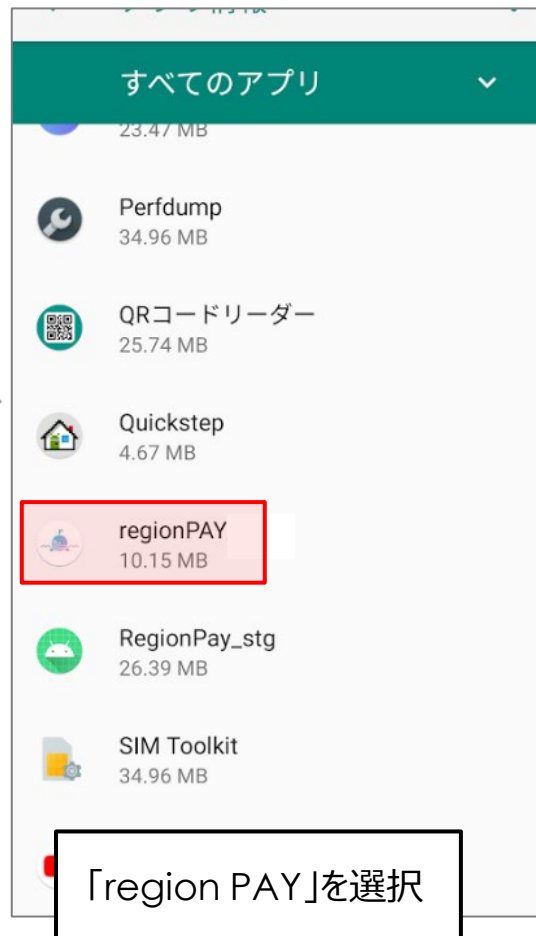 すべてのアプリ
23.47 MB
Perfdump
34.96 MB
QRコードリーダー
25.74 MB
Quickstep
4.67 MB
regionPAY
10.15 MB
RegionPay_stg
26.39 MB
SIM Toolkit
34.96 MB
「region PAY」を選択